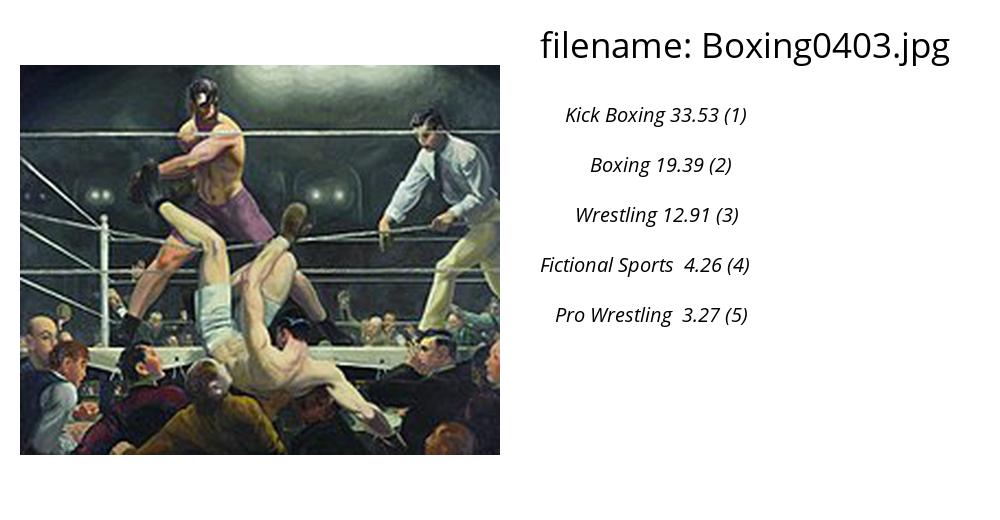 filename: Boxing0403.jpg
Kick Boxing 33.53 (1)
Boxing 19.39 (2)
Wrestling 12.91 (3)
Fictional Sports 4.26 (4)
Pro Wrestling 3.27 (5)